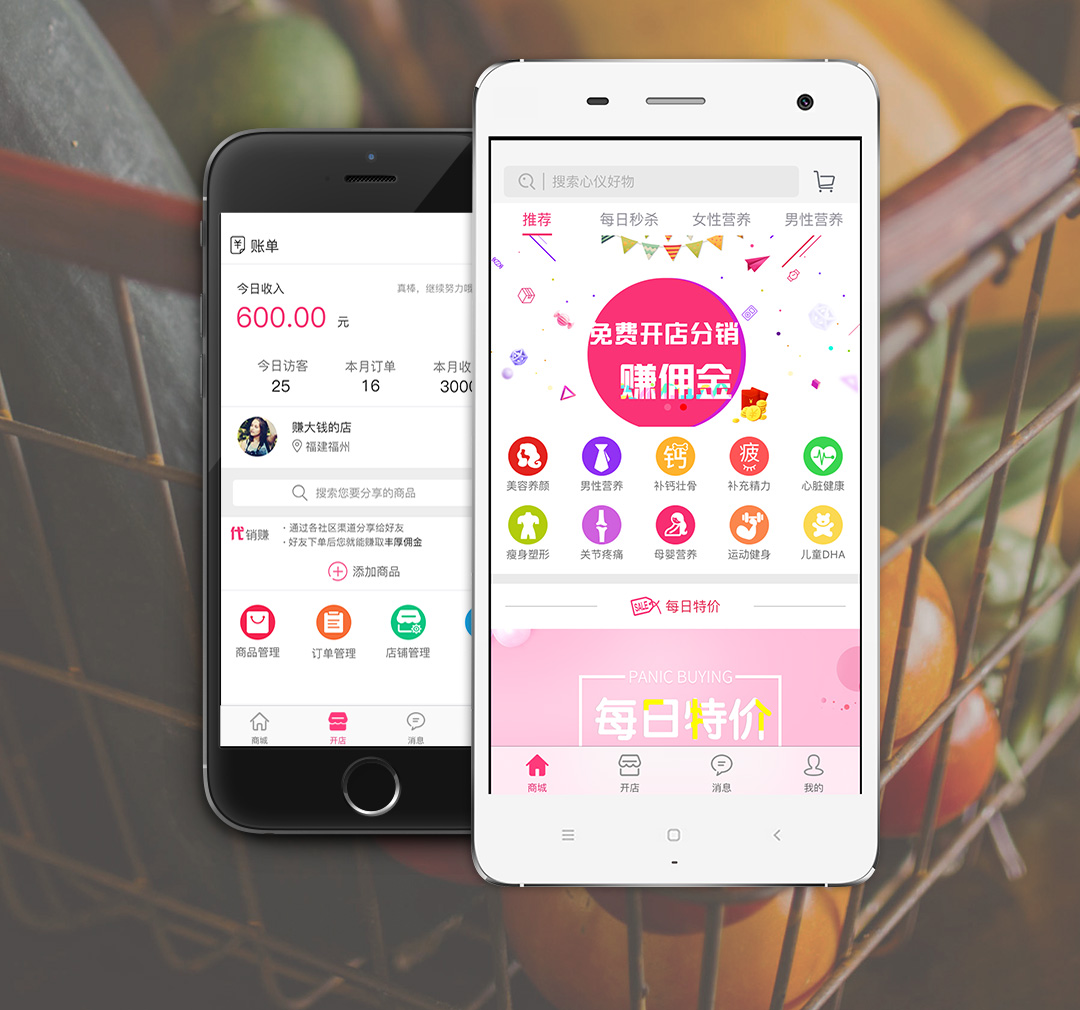 ¥ 账单
今日收入
真棒，继续努力哦
600.00 元
今日访客 本月订单 本月收
25 16 3000
赚大钱的店
福建福州
搜索您要分享的商品
代销赚
· 通过各社区渠道分享给好友
· 好友下单后您就能赚取丰厚佣金
添加商品
商品管理 订单管理 店铺管理
商城 开店 消息
搜索心仪好物
推荐 每日秒杀 女性营养 男性营养
免费开店分销
赚佣金
钙 疲
美容养颜 男性营养 补钙壮骨 补充精力 心脏健康
瘦身塑形 关节疼痛 母婴营养 运动健身 儿童DHA
SALE 每日特价
PANIC BUYING
每日特价
商城 开店 消息 我的